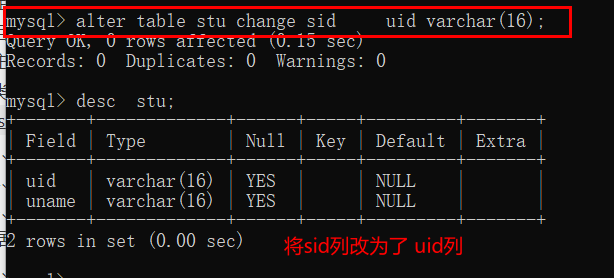 mysql> alter table stu change sid     uid varchar(16);
Query OK, 0 rows affected (0.15 sec)
Records: 0  Duplicates: 0  Warnings: 0
mysql> desc  stu;
+-------+-------------+------+-----+---------+-------+
| Field | Type        | Null | Key | Default | Extra |
+-------+-------------+------+-----+---------+-------+
| uid   | varchar(16) | YES  |     | NULL    |       |
| uname | varchar(16) | YES  |     | NULL    |       |
+-------+-------------+------+-----+---------+-------+
2 rows in set (0.00 sec)
将sid列改为了 uid列